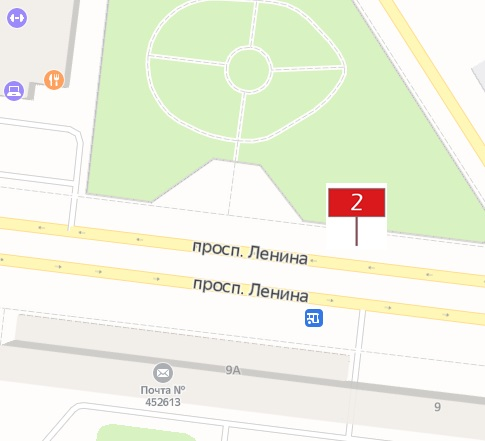 2
просп. Ленина
просп. Ленина
9А
Почта №
452613
9